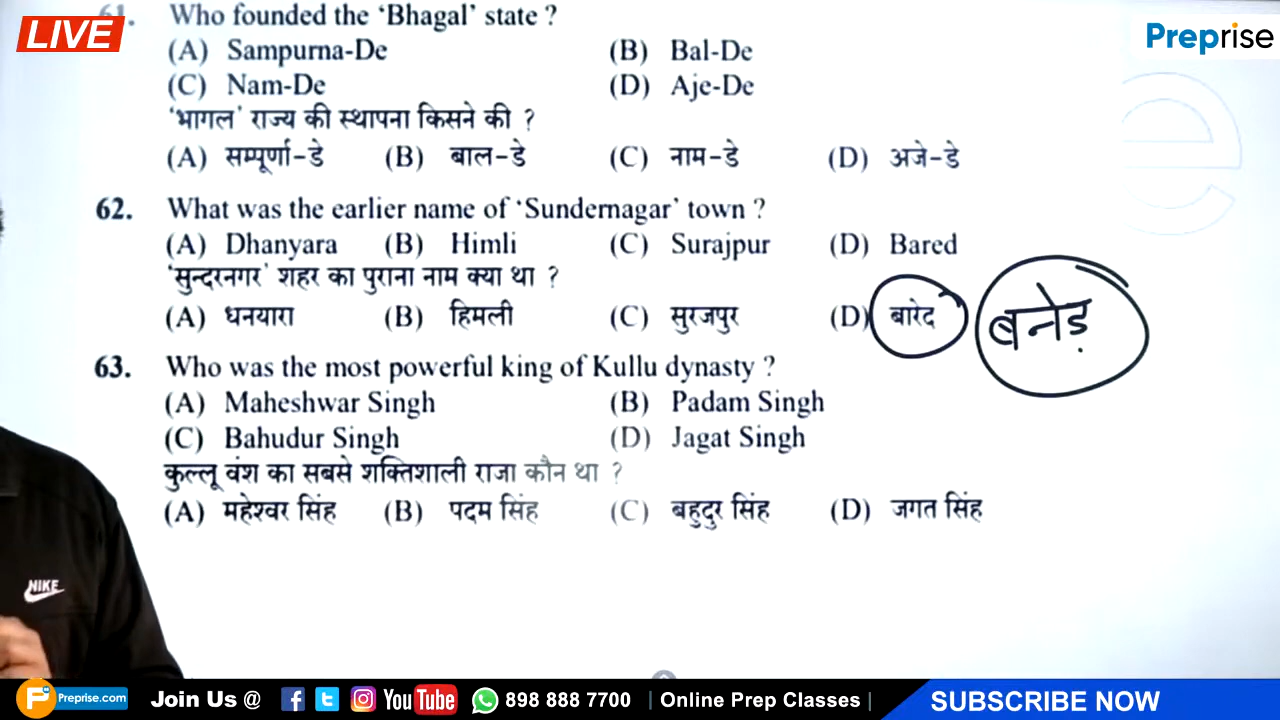 LIVE
Preprise
61. Who founded the ‘Bhagal’ state ?
(A) Sampurna-De (B) Bal-De
(C) Nam-De (D) Aje-De
‘भागल’ राज्य की स्थापना किसने की ?
(A) सम्पूर्णा-डे (B) बाल-डे (C) नाम-डे (D) अजे-डे
62. What was the earlier name of ‘Sundernagar’ town ?
(A) Dhanyara (B) Himli (C) Surajpur (D) Bared
‘सुन्दरनगर’ शहर का पुराना नाम क्या था ?
(A) धनयारा (B) हिमली (C) सुरजपुर (D) बारेद बनेड़
63. Who was the most powerful king of Kullu dynasty ?
(A) Maheshwar Singh (B) Padam Singh
(C) Bahudur Singh (D) Jagat Singh
कुल्लू वंश का सबसे शक्तिशाली राजा कौन था ?
(A) महेश्वर सिंह (B) पदम सिंह (C) बहुदुर सिंह (D) जगत सिंह
NIKE
Preprise.com Join Us @ YouTube 898 888 7700 | Online Prep Classes | SUBSCRIBE NOW